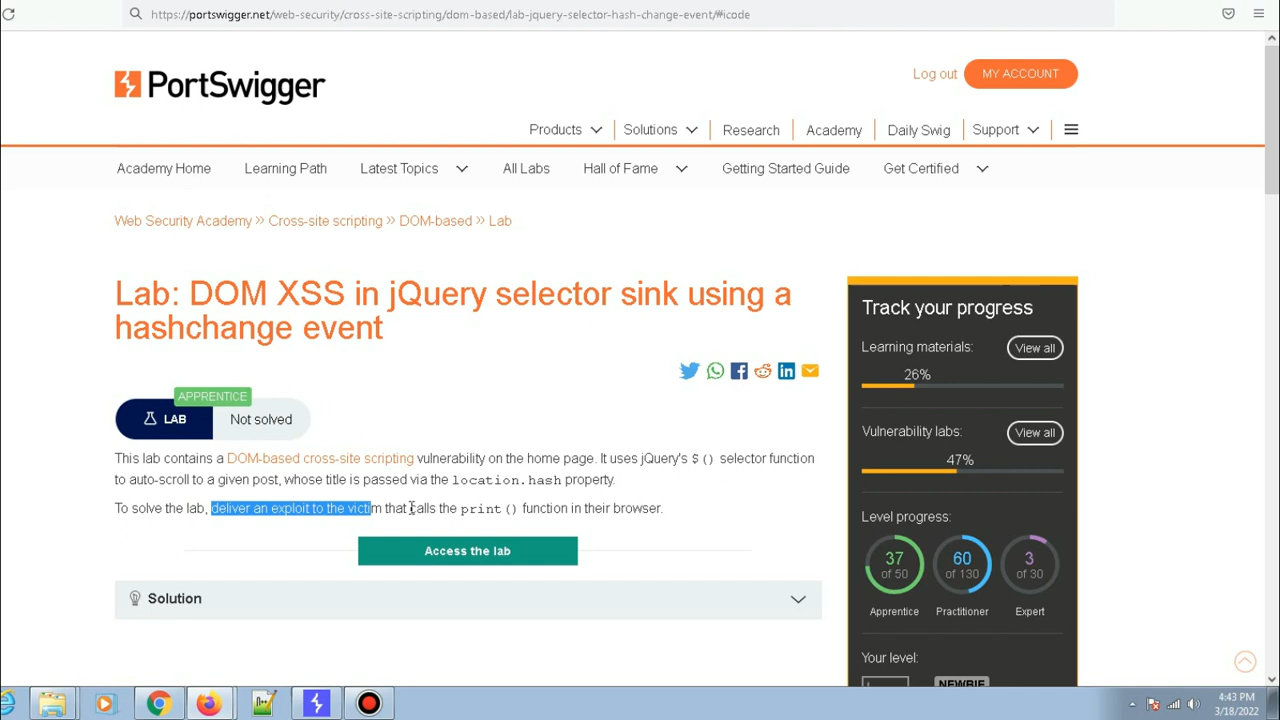 https://portswigger.net/web-security/cross-site-scripting/dom-based/lab-jquery-selector-hash-change-event/#icode
PortSwigger
Log out
MY ACCOUNT
Products
Solutions
Research
Academy
Daily Swig
Support
Academy Home
Learning Path
Latest Topics
All Labs
Hall of Fame
Getting Started Guide
Get Certified
Web Security Academy » Cross-site scripting » DOM-based » Lab
Lab: DOM XSS in jQuery selector sink using a
hashchange event
APPRENTICE
LAB
Not solved
This lab contains a DOM-based cross-site scripting vulnerability on the home page. It uses jQuery's $() selector function
to auto-scroll to a given post, whose title is passed via the location.hash property.
To solve the lab, deliver an exploit to the victim that calls the print() function in their browser.
Access the lab
Solution
Track your progress
Learning materials:
View all
26%
Vulnerability labs:
View all
47%
Level progress:
37
of 50
60
of 130
3
of 30
Apprentice
Practitioner
Expert
Your level:
NEWBIE
4:43 PM
3/18/2022